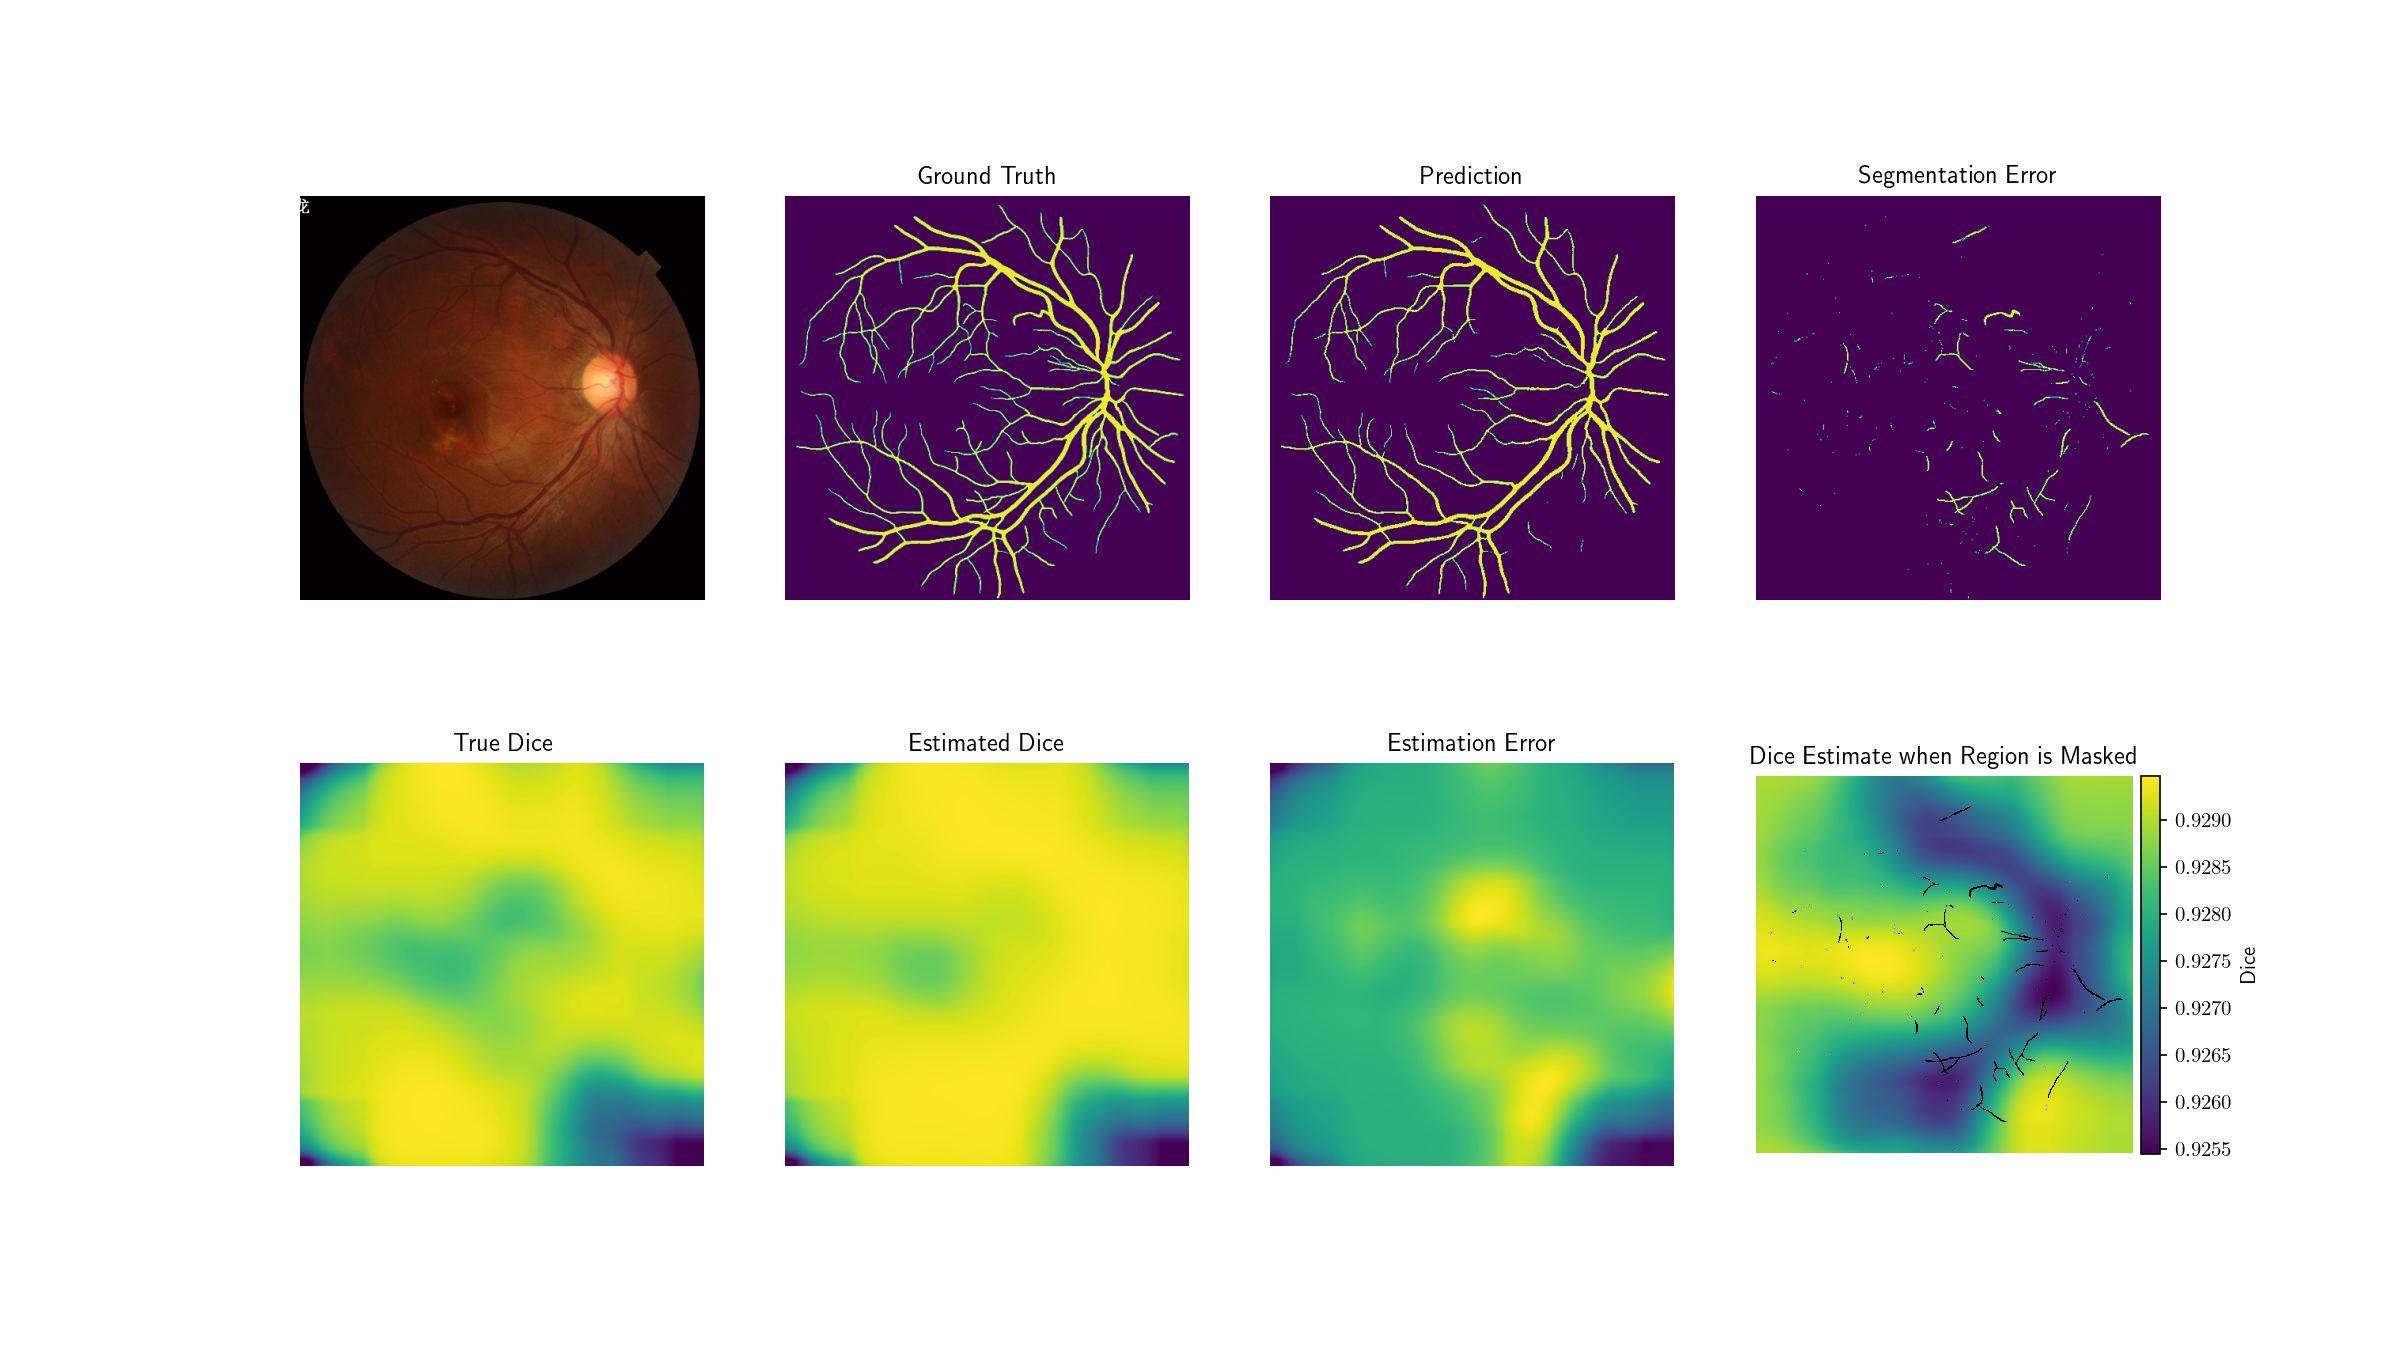 Ground Truth
Prediction
Segmentation Error
True Dice
Estimated Dice
Estimation Error
Dice Estimate when Region is Masked
0.9290
0.9285
0.9280
0.9275
0.9270
0.9265
0.9260
0.9255
Dice